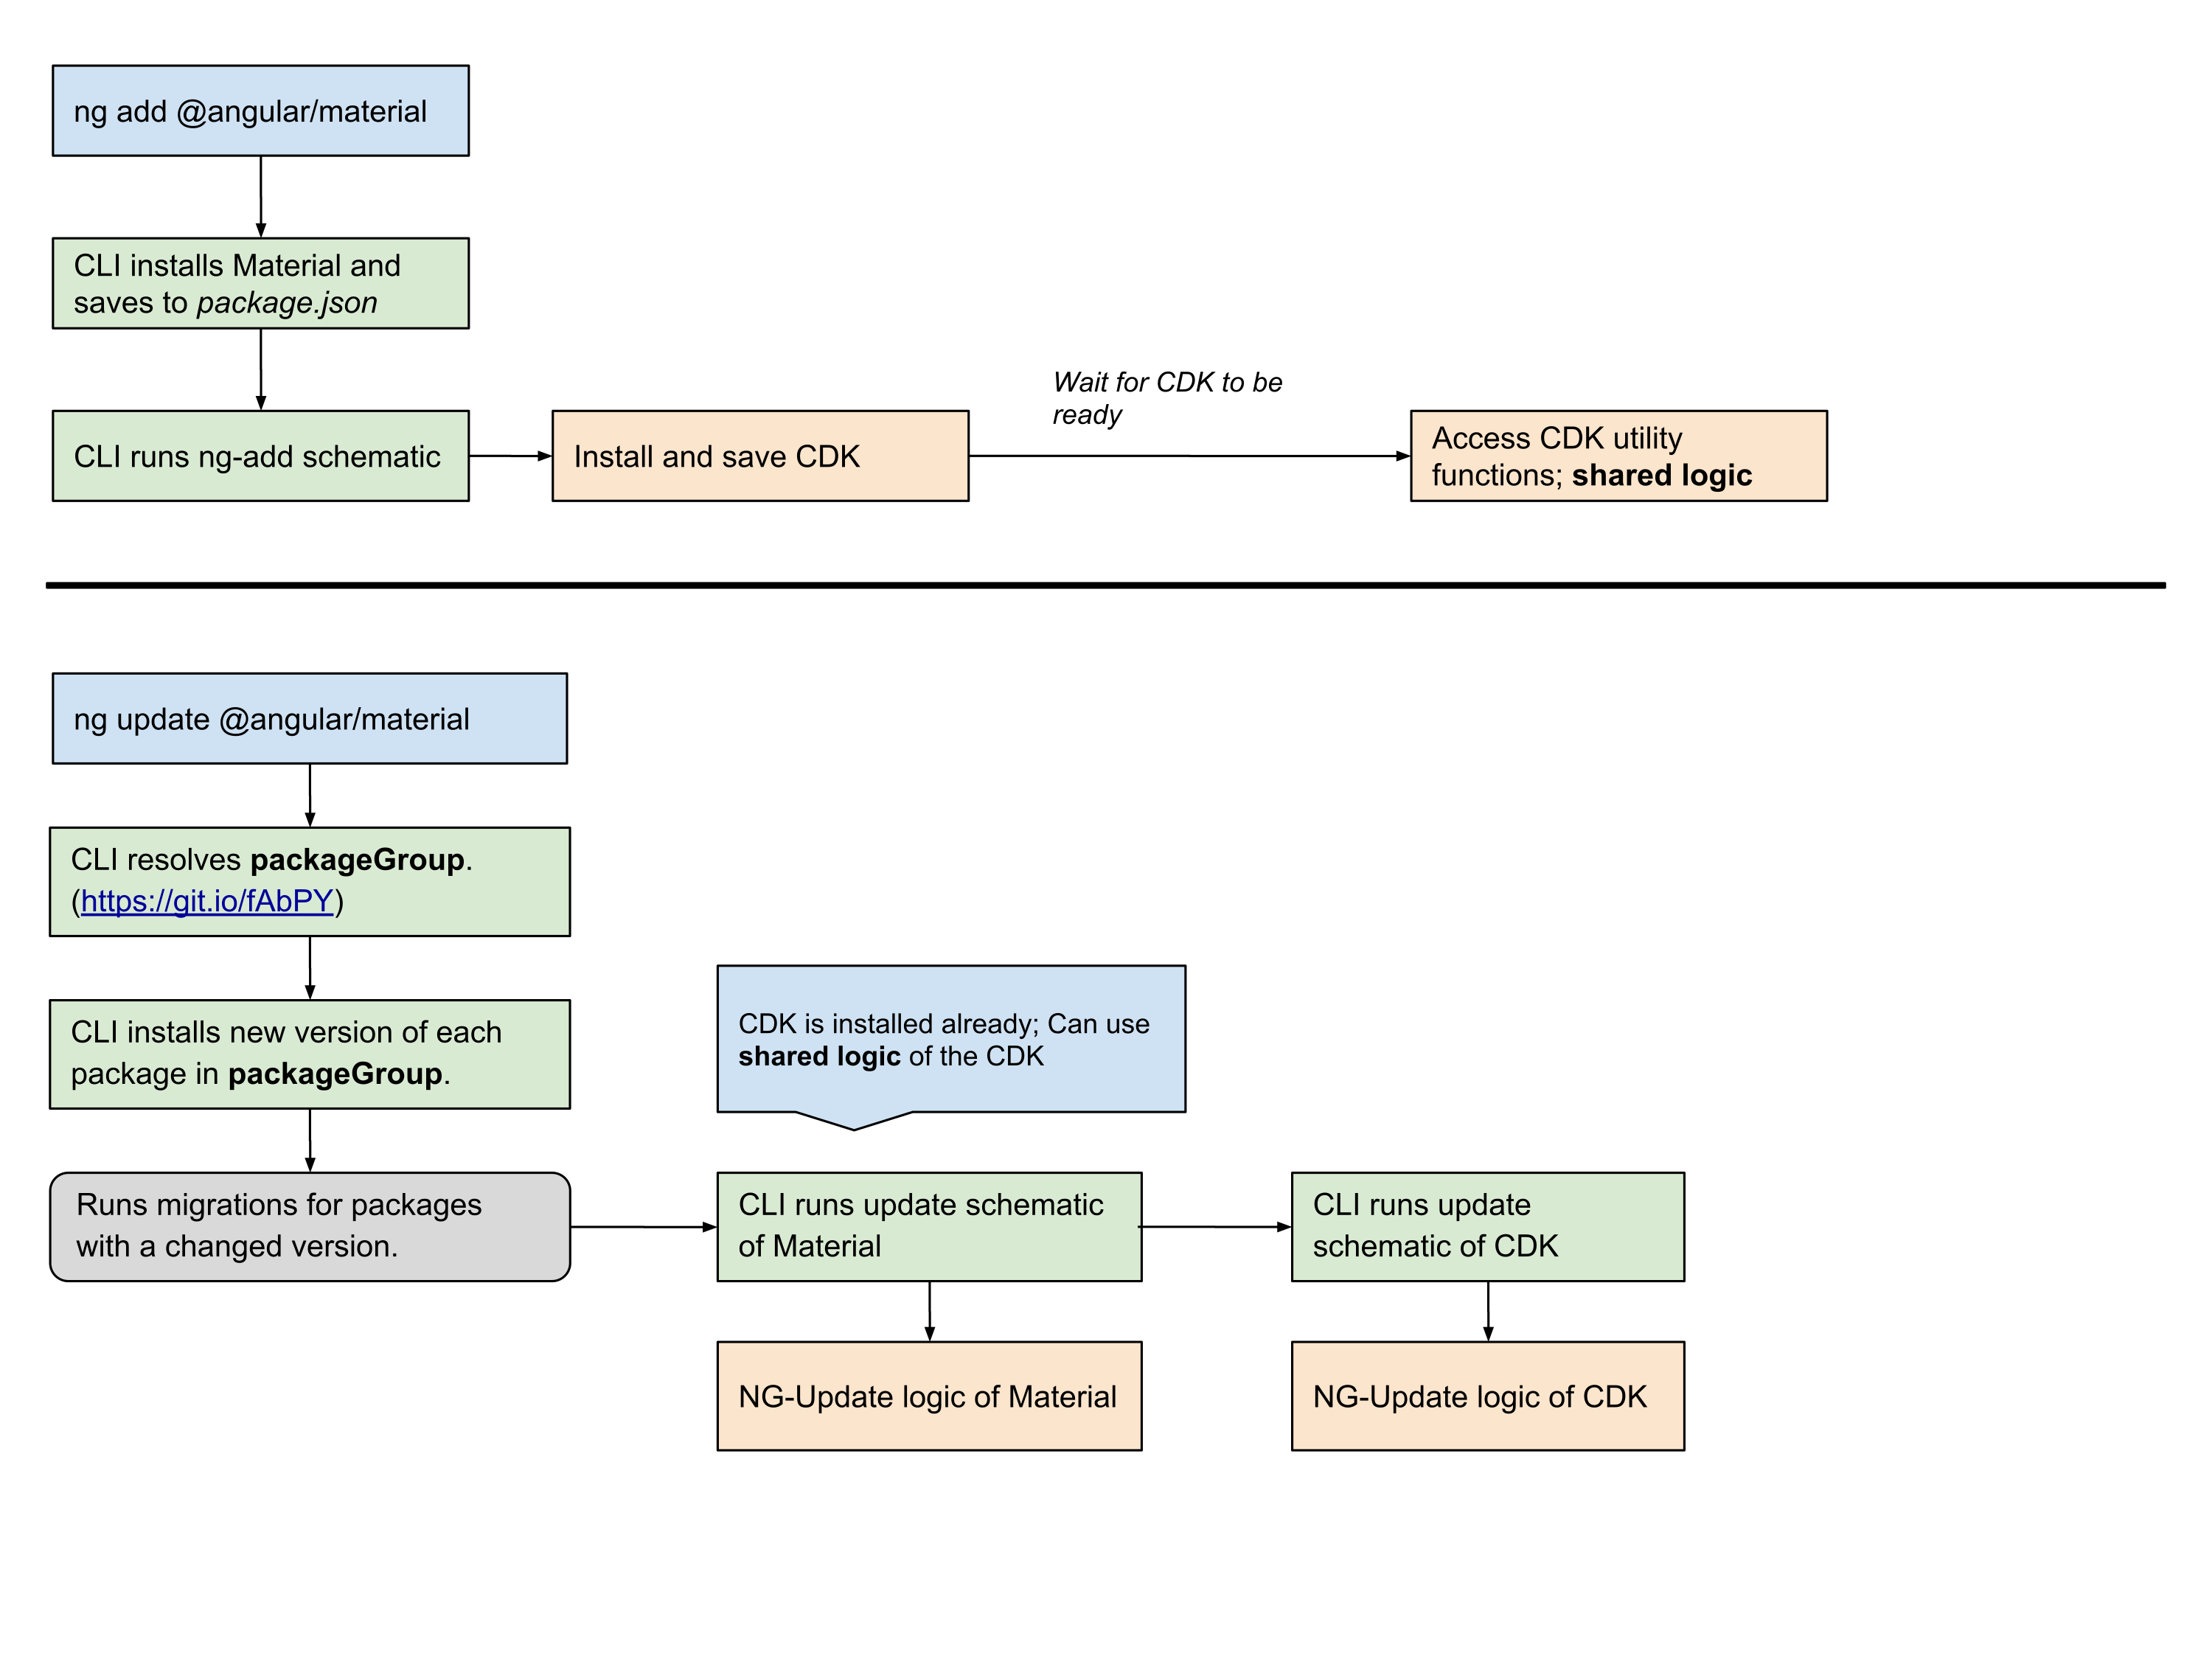 ng add @angular/material
CLI installs Material and
saves to package.json
CLI runs ng-add schematic
Install and save CDK
Wait for CDK to be
ready
Access CDK utility
functions; shared logic
ng update @angular/material
CLI resolves packageGroup.
(https://git.io/fAbPY)
CLI installs new version of each
package in packageGroup.
CDK is installed already; Can use
shared logic of the CDK
Runs migrations for packages
with a changed version.
CLI runs update schematic
of Material
CLI runs update
schematic of CDK
NG-Update logic of Material
NG-Update logic of CDK